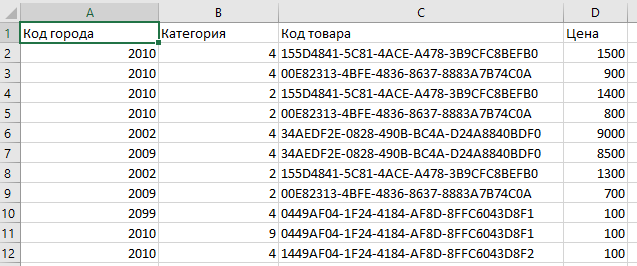 A B C D
1 Код города Категория Код товара Цена
2 2010 4 155D4841-5C81-4ACE-A478-3B9CFC8BEFB0 1500
3 2010 4 00E82313-4BFE-4836-8637-8883A7B74C0A 900
4 2010 2 155D4841-5C81-4ACE-A478-3B9CFC8BEFB0 1400
5 2010 2 00E82313-4BFE-4836-8637-8883A7B74C0A 800
6 2002 4 34AEDF2E-0828-490B-BC4A-D24A8840BDF0 9000
7 2009 4 34AEDF2E-0828-490B-BC4A-D24A8840BDF0 8500
8 2002 2 155D4841-5C81-4ACE-A478-3B9CFC8BEFB0 1300
9 2009 2 00E82313-4BFE-4836-8637-8883A7B74C0A 700
10 2099 4 0449AF04-1F24-4184-AF8D-8FFC6043D8F1 100
11 2010 9 0449AF04-1F24-4184-AF8D-8FFC6043D8F1 100
12 2010 4 1449AF04-1F24-4184-AF8D-8FFC6043D8F2 100